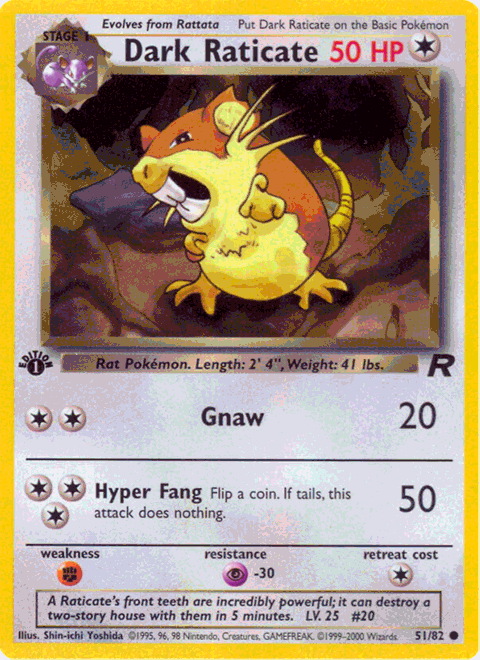 Evolves from Rattata Put Dark Raticate on the Basic Pokémon
STAGE 1
Dark Raticate 50 HP
Rat Pokémon. Length: 2' 4", Weight: 41 lbs.
EDITION
1
R
Gnaw 20
Hyper Fang Flip a coin. If tails, this
attack does nothing.
50
weakness resistance retreat cost
-30
A Raticate's front teeth are incredibly powerful; it can destroy a
two-story house with them in 5 minutes. LV. 25 #20
Illus. Shin-ichi Yoshida ©1995, 96, 98 Nintendo, Creatures, GAMEFREAK. ©1999-2000 Wizards. 51/82